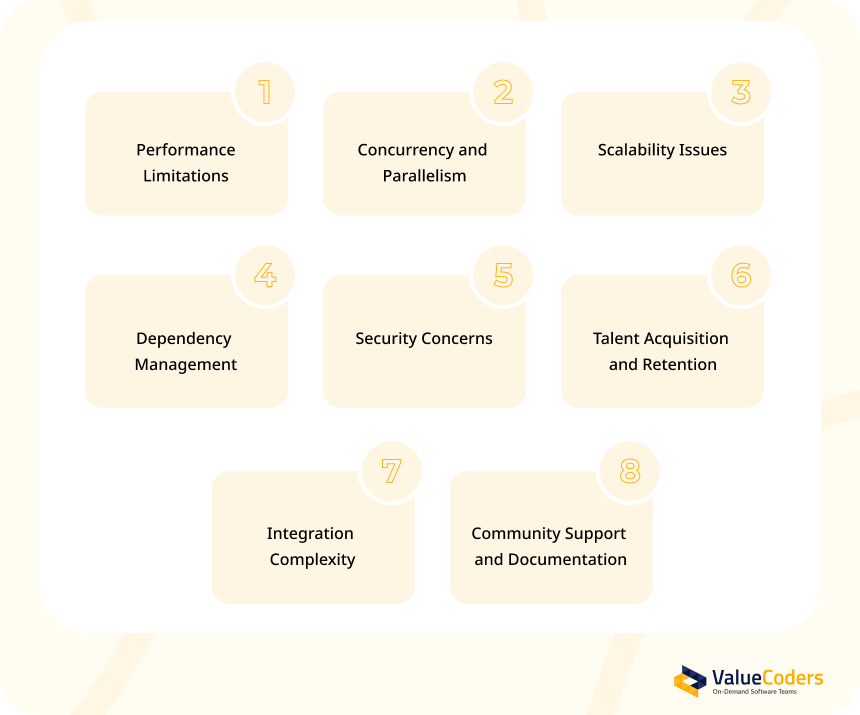 1
Performance
Limitations
2
Concurrency and
Parallelism
3
Scalability Issues
4
Dependency
Management
5
Security Concerns
6
Talent Acquisition
and Retention
7
Integration
Complexity
8
Community Support
and Documentation
ValueCoders
On-Demand Software Teams